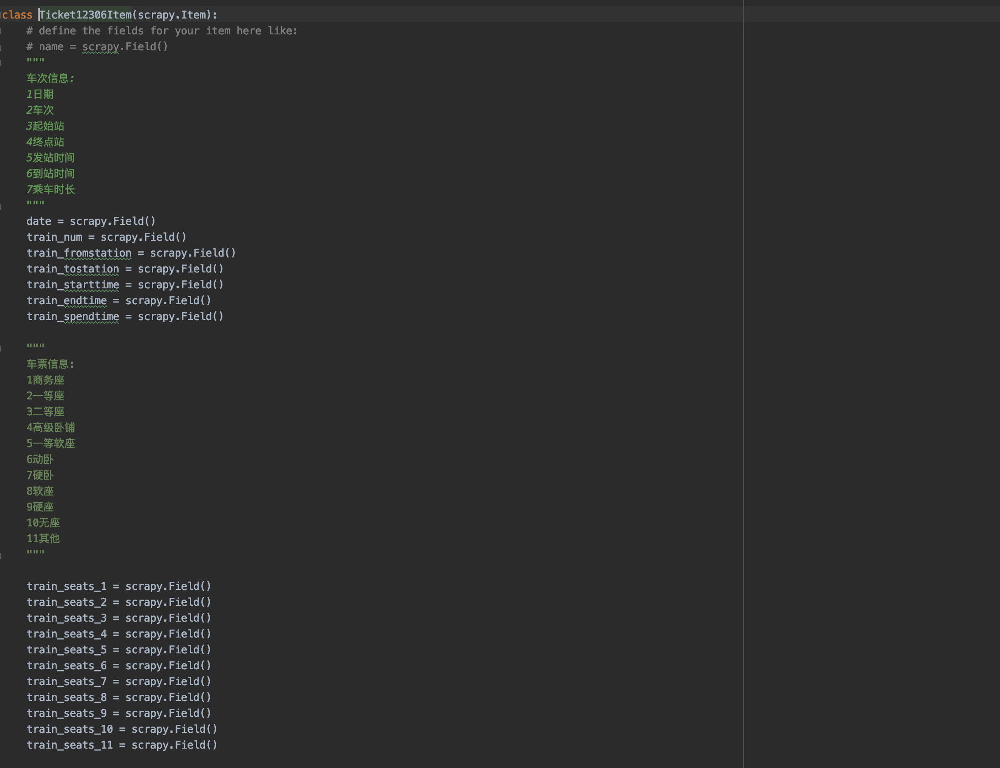 class Ticket12306Item(scrapy.Item):
# define the fields for your item here like:
# name = scrapy.Field()
"""
车次信息:
1日期
2车次
3起始站
4终点站
5发站时间
6到站时间
7乘车时长
"""
date = scrapy.Field()
train_num = scrapy.Field()
train_fromstation = scrapy.Field()
train_tostation = scrapy.Field()
train_starttime = scrapy.Field()
train_endtime = scrapy.Field()
train_spendtime = scrapy.Field()
"""
车票信息:
1商务座
2一等座
3二等座
4高级卧铺
5一等软座
6动卧
7硬卧
8软座
9硬座
10无座
11其他
"""
train_seats_1 = scrapy.Field()
train_seats_2 = scrapy.Field()
train_seats_3 = scrapy.Field()
train_seats_4 = scrapy.Field()
train_seats_5 = scrapy.Field()
train_seats_6 = scrapy.Field()
train_seats_7 = scrapy.Field()
train_seats_8 = scrapy.Field()
train_seats_9 = scrapy.Field()
train_seats_10 = scrapy.Field()
train_seats_11 = scrapy.Field()